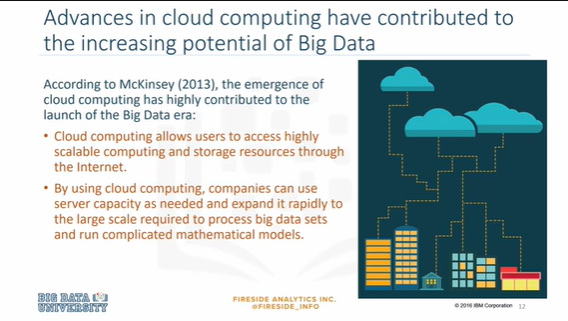 Advances in cloud computing have contributed to
the increasing potential of Big Data
According to McKinsey (2013), the emergence of
cloud computing has highly contributed to the
launch of the Big Data era:
• Cloud computing allows users to access highly
scalable computing and storage resources through
the Internet.
• By using cloud computing, companies can use
server capacity as needed and expand it rapidly to
the large scale required to process big data sets
and run complicated mathematical models.
BIG DATA
UNIVERSITY
FIRESIDE ANALYTICS INC.
@FIRESIDE_INFO
© 2016 IBM Corporation 12